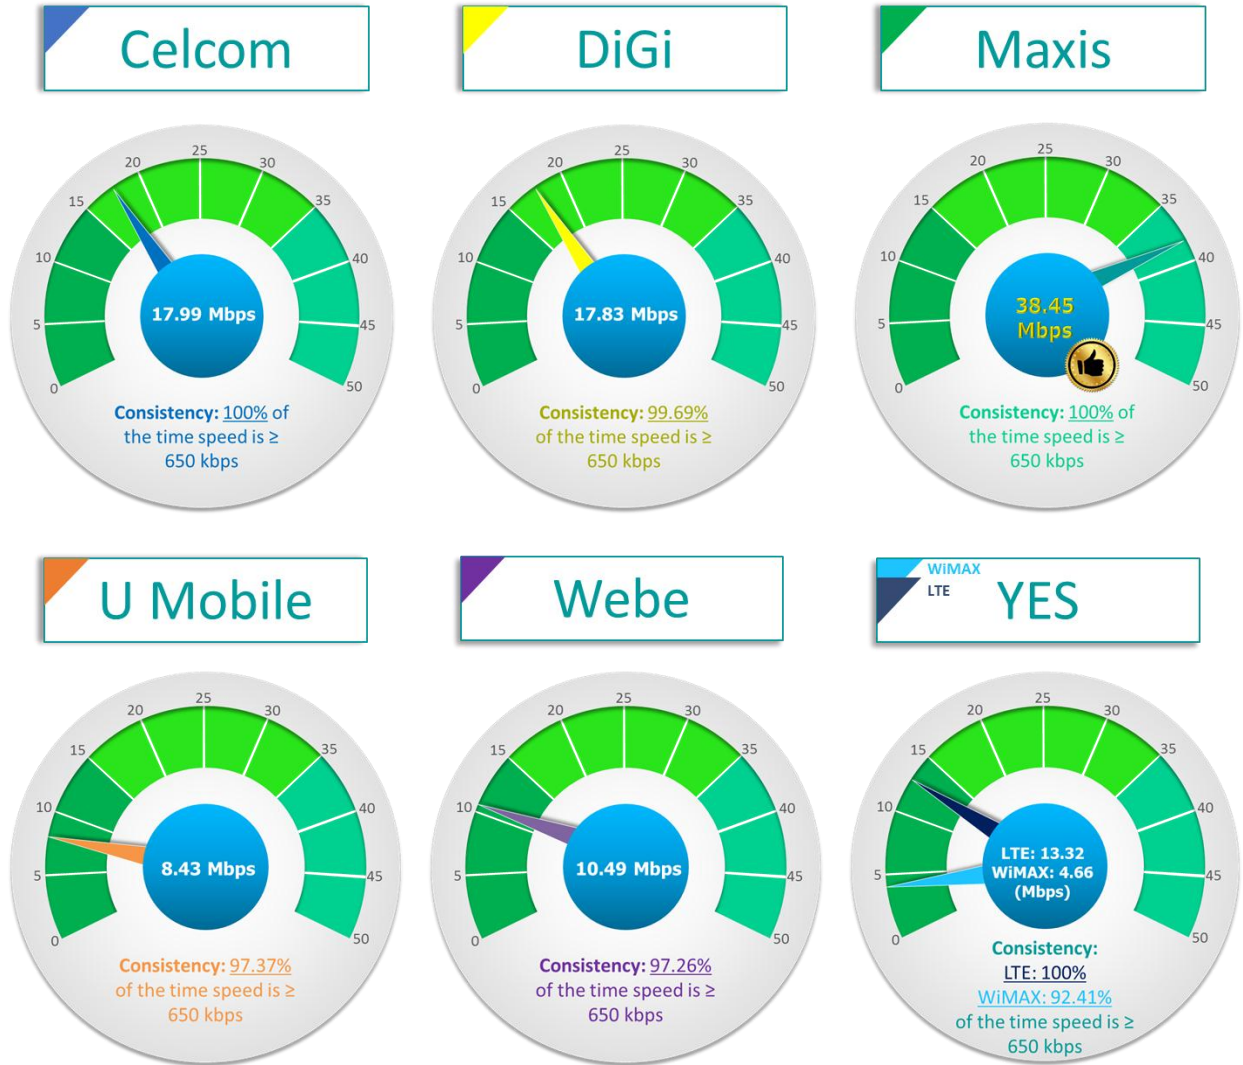 Celcom
DiGi
Maxis
0
5
10
15
20
25
30
35
40
45
50
17.99 Mbps
Consistency: 100% of
the time speed is ≥
650 kbps
0
5
10
15
20
25
30
35
40
45
50
17.83 Mbps
Consistency: 99.69%
of the time speed is ≥
650 kbps
0
5
10
15
20
25
30
35
40
45
50
38.45
Mbps
Consistency: 100% of
the time speed is ≥
650 kbps
U Mobile
Webe
WiMAX
LTE
YES
0
5
10
15
20
25
30
35
40
45
50
8.43 Mbps
Consistency: 97.37%
of the time speed is ≥
650 kbps
0
5
10
15
20
25
30
35
40
45
50
10.49 Mbps
Consistency: 97.26%
of the time speed is ≥
650 kbps
0
5
10
15
20
25
30
35
40
45
50
LTE: 13.32
WiMAX: 4.66
(Mbps)
Consistency:
LTE: 100%
WiMAX: 92.41%
of the time speed is ≥
650 kbps